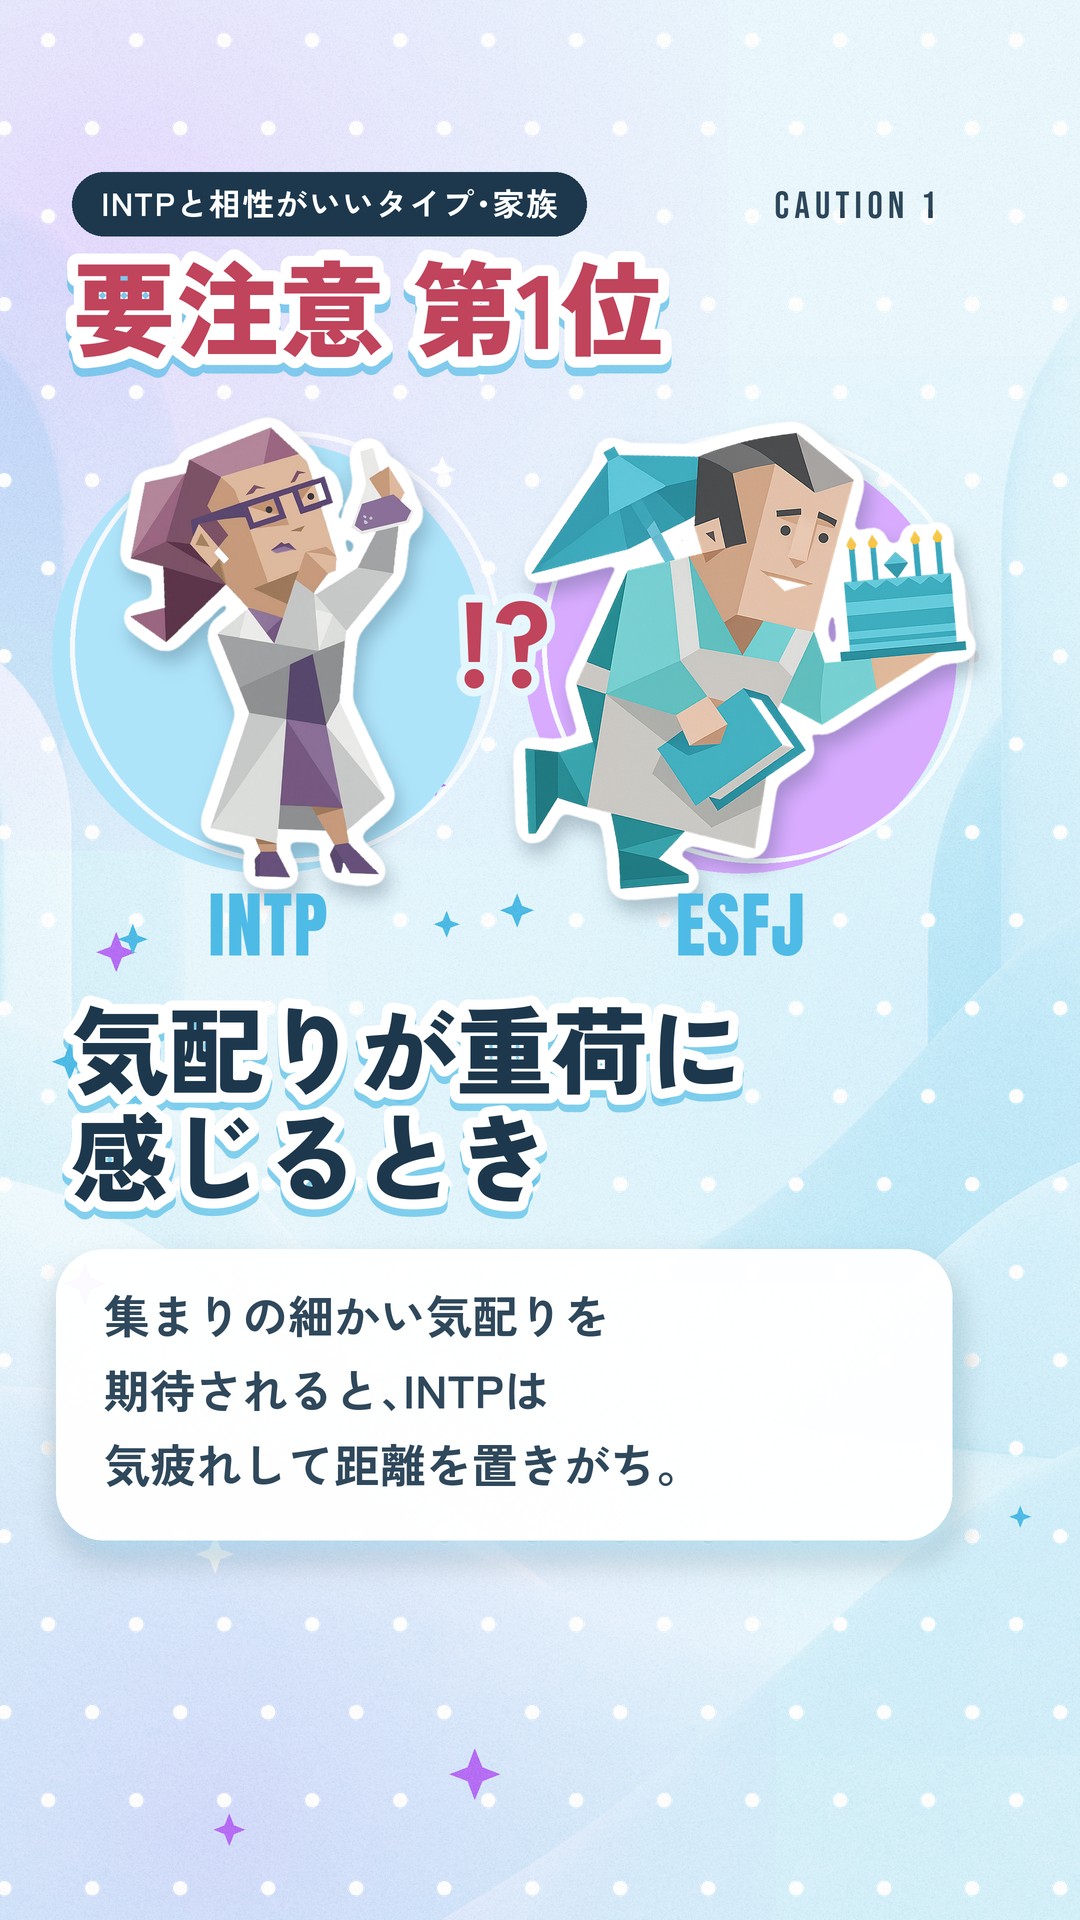 INTPと相性がいいタイプ・家族
CAUTION 1
要注意 第1位
!?
INTP
ESFJ
気配りが重荷に
感じるとき
集まりの細かい気配りを
期待されると、INTPは
気疲れして距離を置きがち。